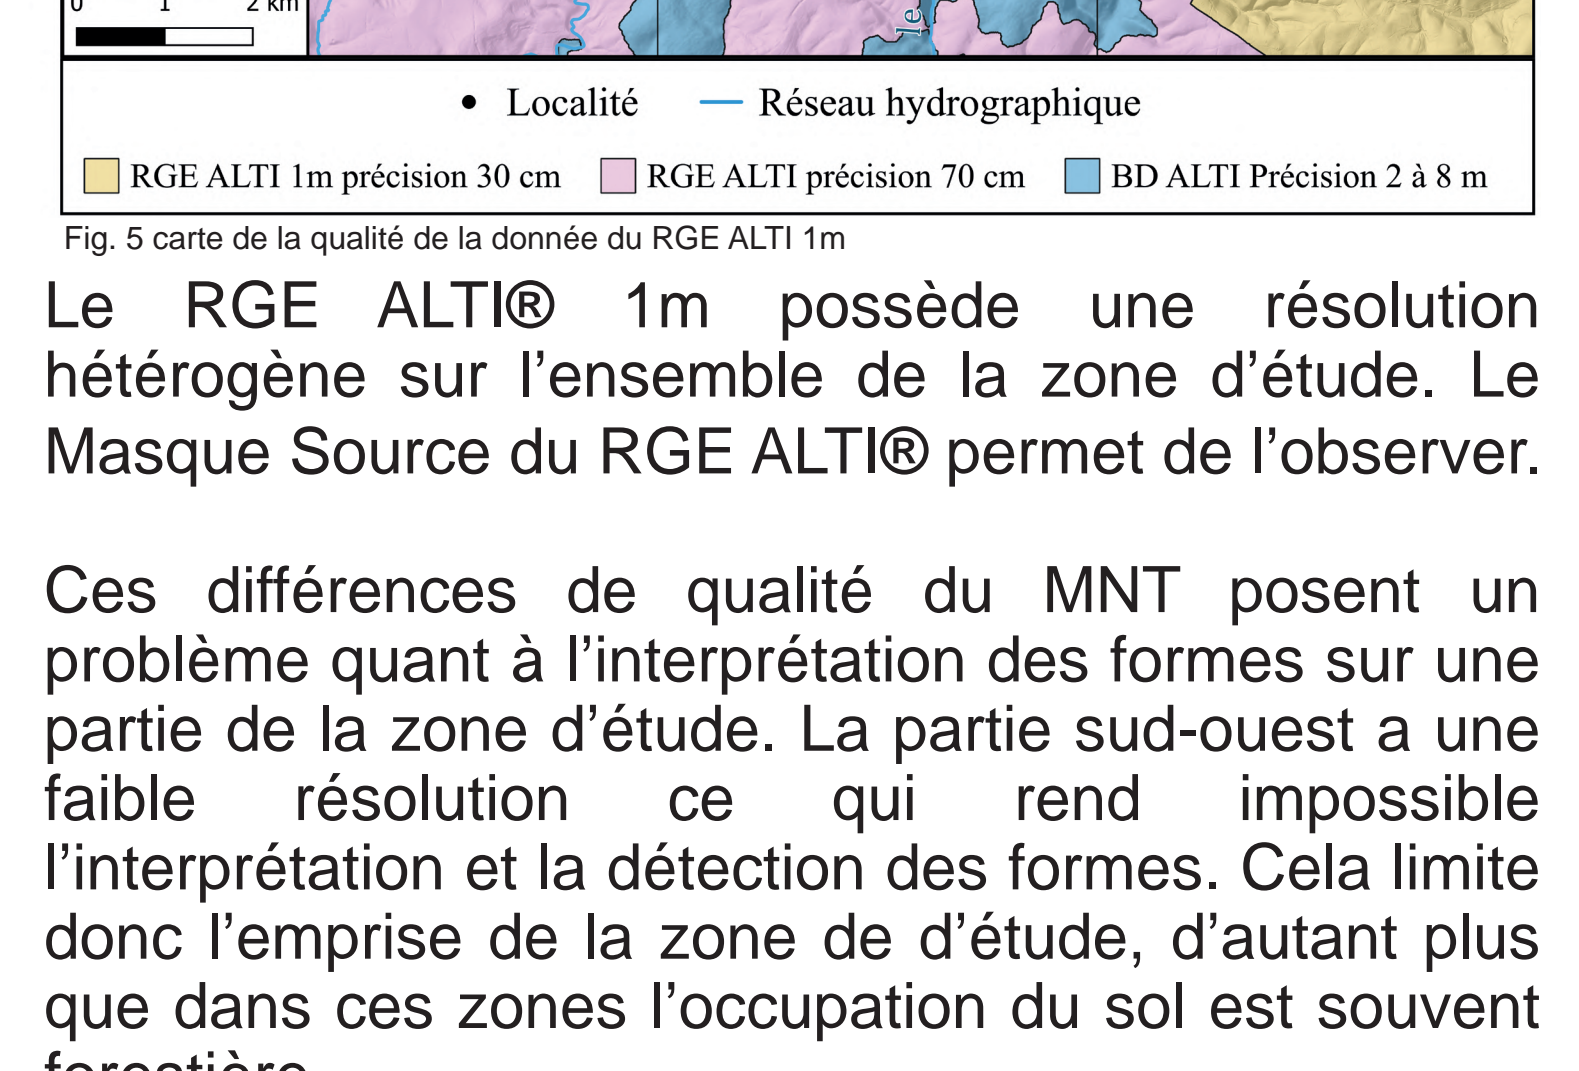 0 1 2 km
le
Localité Réseau hydrographique
RGE ALTI 1m précision 30 cm RGE ALTI précision 70 cm BD ALTI Précision 2 à 8 m
Fig. 5 carte de la qualité de la donnée du RGE ALTI 1m
Le RGE ALTI® 1m possède une résolution
hétérogène sur l’ensemble de la zone d’étude. Le
Masque Source du RGE ALTI® permet de l’observer.
Ces différences de qualité du MNT posent un
problème quant à l’interprétation des formes sur une
partie de la zone d’étude. La partie sud-ouest a une
faible résolution ce qui rend impossible
l’interprétation et la détection des formes. Cela limite
donc l’emprise de la zone de d’étude, d’autant plus
que dans ces zones l’occupation du sol est souvent
forestière